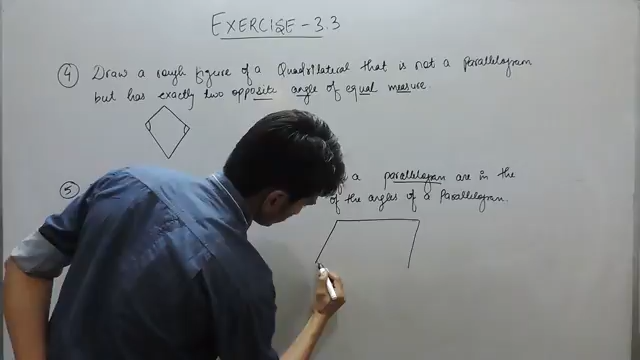 EXERCISE - 3.3
④ Draw a rough figure of a Quadrilateral that is not a parallelogram
but has exactly two opposite angle of equal measure.
⑤ a parallelogram are in the
of the angles of a Parallelogram.